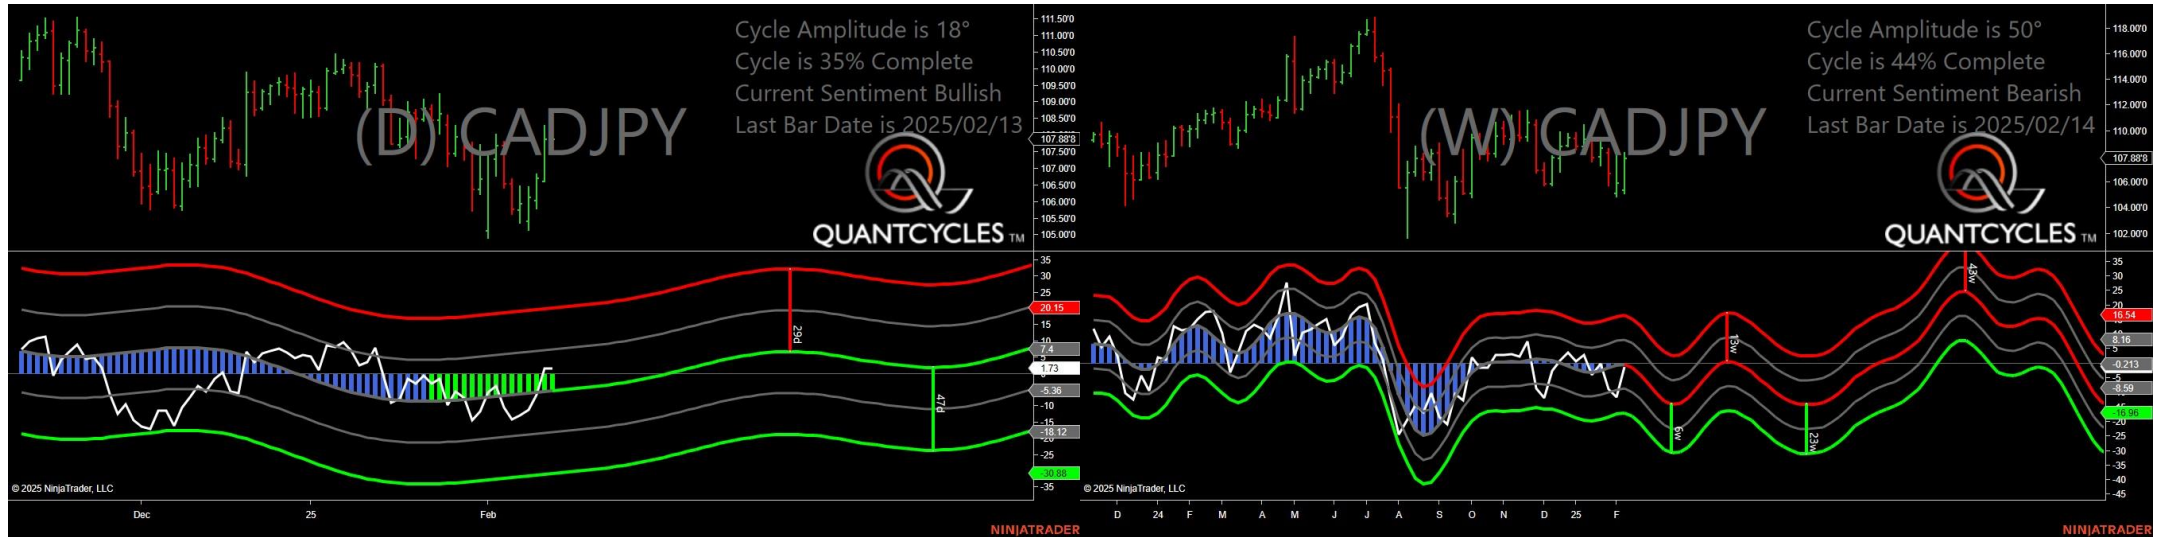 Cycle Amplitude is 18°
Cycle is 35% Complete
Current Sentiment Bullish
Last Bar Date is 2025/02/13
(D) CADJPY
QUANTCYCLES TM
111.50'0
111.00'0
110.50'0
110.00'0
109.50'0
109.00'0
108.50'0
107.88'8
107.50'0
107.00'0
106.50'0
106.00'0
105.50'0
105.00'0
35
30
25
20.15
15
10
7.4
5
1.73
-5.36
-10
-15
-18.12
-20
-25
-30.88
-35
29d
47d
© 2025 NinjaTrader, LLC
Dec
25
Feb
NINJATRADER
Cycle Amplitude is 50°
Cycle is 44% Complete
Current Sentiment Bearish
Last Bar Date is 2025/02/14
(W) CADJPY
QUANTCYCLES TM
118.00'0
116.00'0
114.00'0
112.00'0
110.00'0
107.88'8
106.00'0
104.00'0
102.00'0
35
30
25
20
16.54
8.16
5
-0.213
-5
-8.59
-16.96
-20
-25
-30
-35
-40
-45
43w
13w
6w
23w
© 2025 NinjaTrader, LLC
D
24
F
M
A
M
J
J
A
S
O
N
D
25
F
NINJATRADER